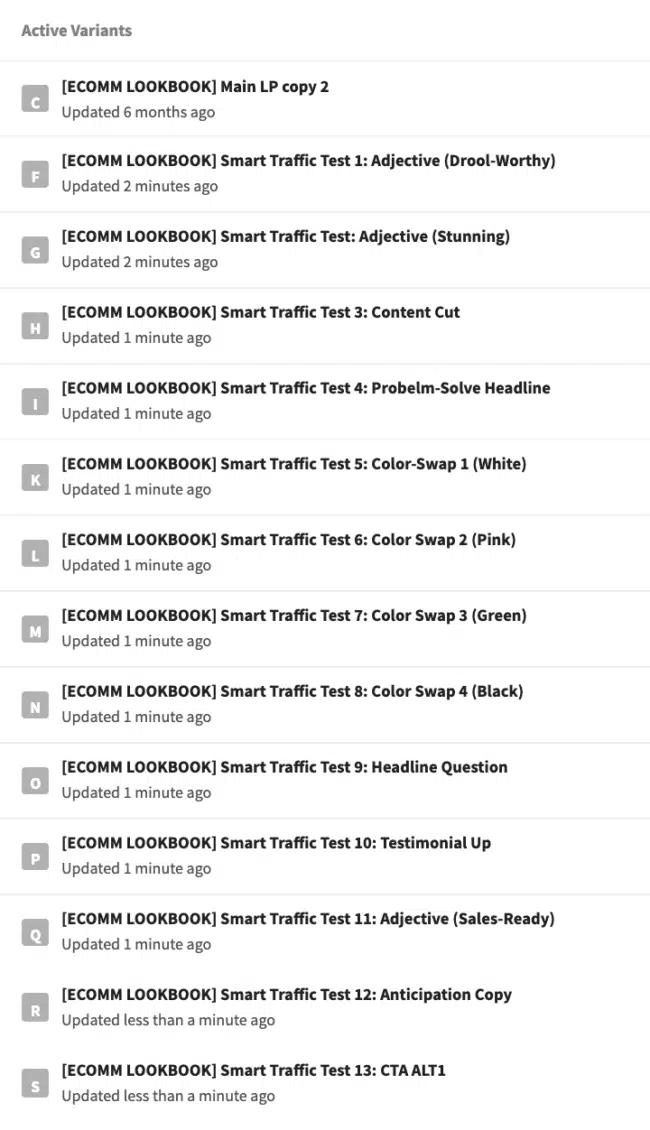 Active Variants
C
[ECOMM LOOKBOOK] Main LP copy 2
Updated 6 months ago
F
[ECOMM LOOKBOOK] Smart Traffic Test 1: Adjective (Drool-Worthy)
Updated 2 minutes ago
G
[ECOMM LOOKBOOK] Smart Traffic Test: Adjective (Stunning)
Updated 2 minutes ago
H
[ECOMM LOOKBOOK] Smart Traffic Test 3: Content Cut
Updated 1 minute ago
I
[ECOMM LOOKBOOK] Smart Traffic Test 4: Probelm-Solve Headline
Updated 1 minute ago
K
[ECOMM LOOKBOOK] Smart Traffic Test 5: Color-Swap 1 (White)
Updated 1 minute ago
L
[ECOMM LOOKBOOK] Smart Traffic Test 6: Color Swap 2 (Pink)
Updated 1 minute ago
M
[ECOMM LOOKBOOK] Smart Traffic Test 7: Color Swap 3 (Green)
Updated 1 minute ago
N
[ECOMM LOOKBOOK] Smart Traffic Test 8: Color Swap 4 (Black)
Updated 1 minute ago
O
[ECOMM LOOKBOOK] Smart Traffic Test 9: Headline Question
Updated 1 minute ago
P
[ECOMM LOOKBOOK] Smart Traffic Test 10: Testimonial Up
Updated 1 minute ago
Q
[ECOMM LOOKBOOK] Smart Traffic Test 11: Adjective (Sales-Ready)
Updated 1 minute ago
R
[ECOMM LOOKBOOK] Smart Traffic Test 12: Anticipation Copy
Updated less than a minute ago
S
[ECOMM LOOKBOOK] Smart Traffic Test 13: CTA ALT1
Updated less than a minute ago